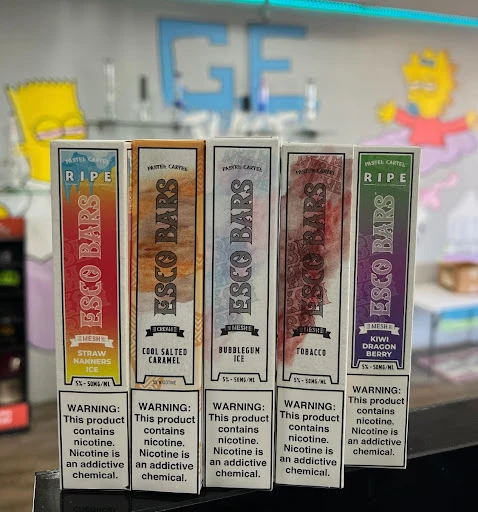 GE
PASTEL CARTEL
RIPE
ESCO BARS
MESH
STRAW
NANNERS
ICE
5% - 50MG/ML
WARNING:
This product
contains
nicotine.
Nicotine is
an addictive
chemical.
PASTEL CARTEL
ESCO BARS
COOL SALTED
CARAMEL
WARNING:
This product
contains
nicotine.
Nicotine is
an addictive
chemical.
PASTEL CARTEL
ESCO BARS
MESH
BUBBLEGUM
ICE
5% - 50MG/ML
WARNING:
This product
contains
nicotine.
Nicotine is
an addictive
chemical.
PASTEL CARTEL
ESCO BARS
MESH
TOBACCO
5% - 50MG/ML
WARNING:
This product
contains
nicotine.
Nicotine is
an addictive
chemical.
PASTEL CARTEL
RIPE
ESCO BARS
MESH
KIWI
DRAGON
BERRY
5% - 50MG/ML
WARNING:
This product
contains
nicotine.
Nicotine is
an addictive
chemical.